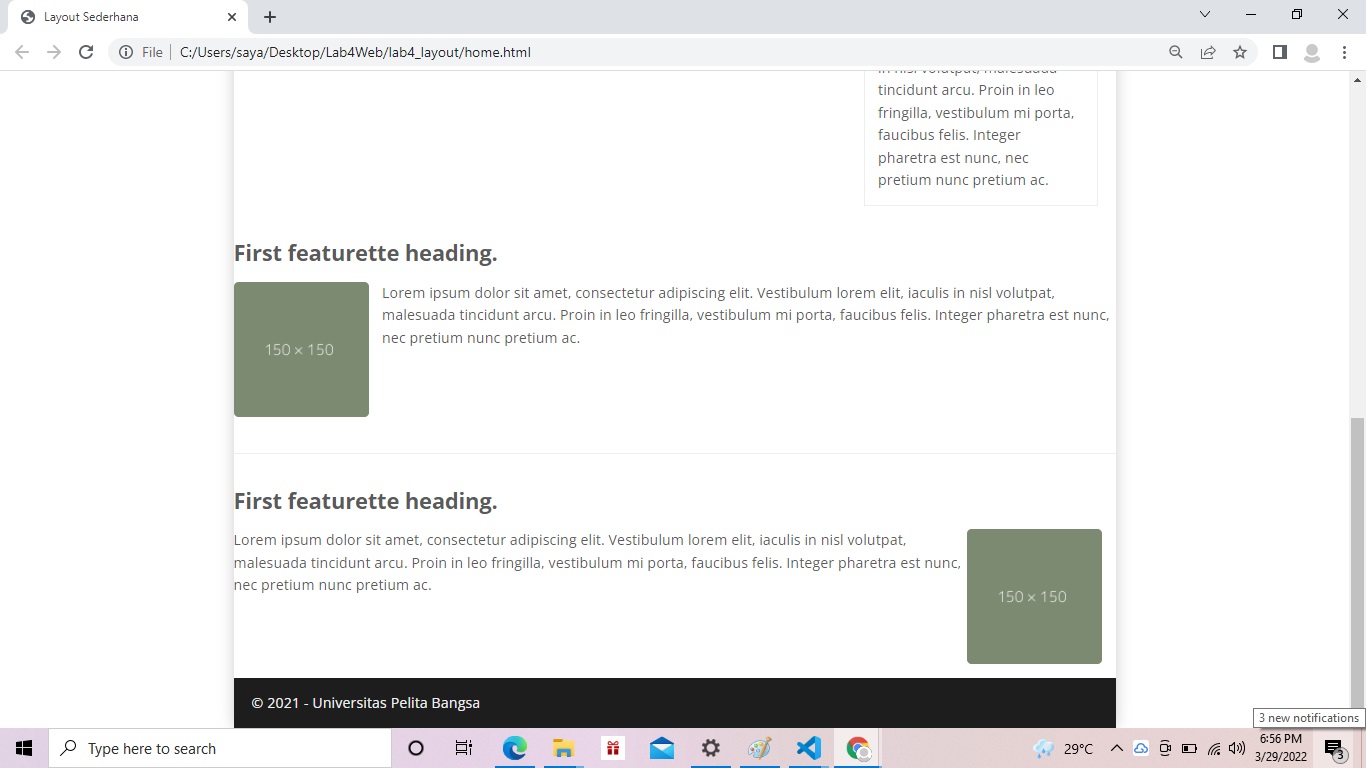 Layout Sederhana
File C:/Users/saya/Desktop/Lab4Web/lab4_layout/home.html
in nisl volutpat, malesuada
tincidunt arcu. Proin in leo
fringilla, vestibulum mi porta,
faucibus felis. Integer
pharetra est nunc, nec
pretium nunc pretium ac.
First featurette heading.
150 × 150
Lorem ipsum dolor sit amet, consectetur adipiscing elit. Vestibulum lorem elit, iaculis in nisl volutpat,
malesuada tincidunt arcu. Proin in leo fringilla, vestibulum mi porta, faucibus felis. Integer pharetra est nunc,
nec pretium nunc pretium ac.
First featurette heading.
Lorem ipsum dolor sit amet, consectetur adipiscing elit. Vestibulum lorem elit, iaculis in nisl volutpat,
malesuada tincidunt arcu. Proin in leo fringilla, vestibulum mi porta, faucibus felis. Integer pharetra est nunc,
nec pretium nunc pretium ac.
150 × 150
© 2021 - Universitas Pelita Bangsa
3 new notifications
Type here to search
29°C
6:56 PM
3/29/2022
3